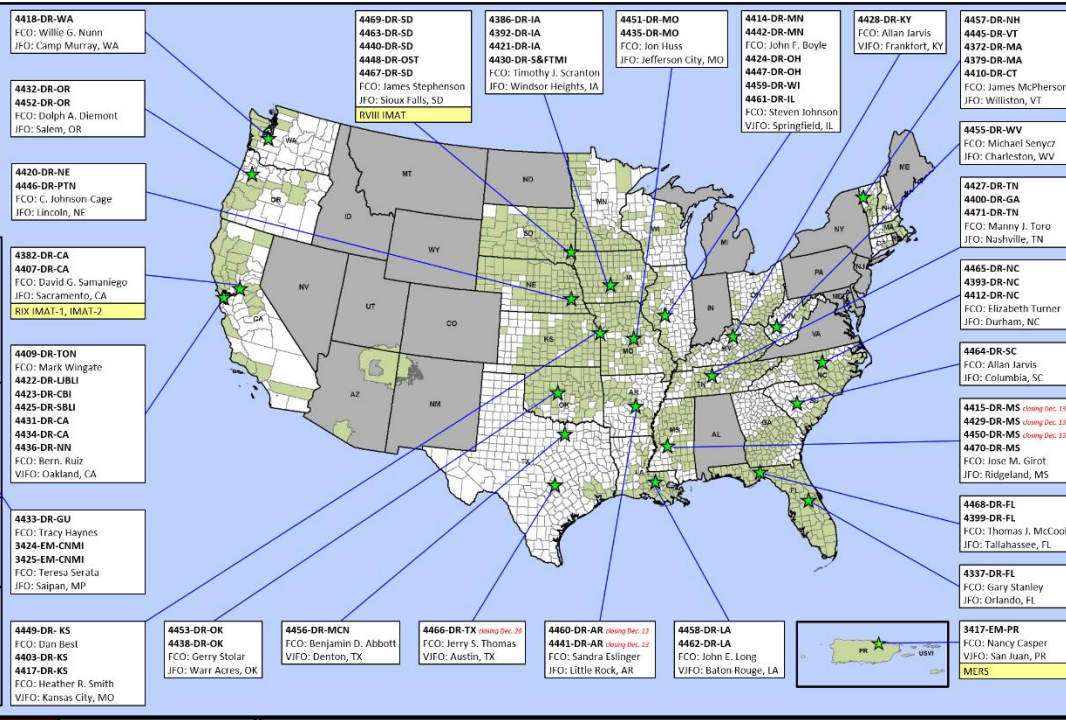 4418-DR-WA
FCO: Willie G. Nunn
JFO: Camp Murray, WA
4432-DR-OR
4452-DR-OR
FCO: Dolph A. Diemont
JFO: Salem, OR
4420-DR-NE
4446-DR-PTN
FCO: C. Johnson-Cage
JFO: Lincoln, NE
4382-DR-CA
4407-DR-CA
FCO: David G. Samaniego
JFO: Sacramento, CA
RIX IMAT-1, IMAT-2
4409-DR-TON
FCO: Mark Wingate
4422-DR-LJBLI
4423-DR-CBI
4425-DR-SBLI
4431-DR-CA
4434-DR-CA
4436-DR-NN
FCO: Bern. Ruiz
VJFO: Oakland, CA
4433-DR-GU
FCO: Tracy Haynes
3424-EM-CNMI
3425-EM-CNMI
FCO: Teresa Serata
JFO: Saipan, MP
4449-DR- KS
FCO: Dan Best
4403-DR-KS
4417-DR-KS
FCO: Heather R. Smith
VJFO: Kansas City, MO
4453-DR-OK
4438-DR-OK
FCO: Gerry Stolar
JFO: Warr Acres, OK
4456-DR-MCN
FCO: Benjamin D. Abbott
VJFO: Denton, TX
4466-DR-TX closing Dec. 20
FCO: Jerry S. Thomas
VJFO: Austin, TX
4460-DR-AR closing Dec. 13
4441-DR-AR closing Dec. 13
FCO: Sandra Eslinger
JFO: Little Rock, AR
4458-DR-LA
4462-DR-LA
FCO: John E. Long
VJFO: Baton Rouge, LA
4469-DR-SD
4463-DR-SD
4440-DR-SD
4448-DR-OST
4467-DR-SD
FCO: James Stephenson
JFO: Sioux Falls, SD
RVIII IMAT
4386-DR-IA
4392-DR-IA
4421-DR-IA
4430-DR-S&FTMI
FCO: Timothy J. Scranton
JFO: Windsor Heights, IA
4451-DR-MO
4435-DR-MO
FCO: Jon Huss
JFO: Jefferson City, MO
4414-DR-MN
4442-DR-MN
FCO: John F. Boyle
4424-DR-OH
4447-DR-OH
4459-DR-WI
4461-DR-IL
FCO: Steven Johnson
VJFO: Springfield, IL
4428-DR-KY
FCO: Allan Jarvis
VJFO: Frankfort, KY
4457-DR-NH
4445-DR-VT
4372-DR-MA
4379-DR-MA
4410-DR-CT
FCO: James McPherson
JFO: Williston, VT
4455-DR-WV
FCO: Michael Senycz
JFO: Charleston, WV
4427-DR-TN
4400-DR-GA
4471-DR-TN
FCO: Manny J. Toro
JFO: Nashville, TN
4465-DR-NC
4393-DR-NC
4412-DR-NC
FCO: Elizabeth Turner
JFO: Durham, NC
4464-DR-SC
FCO: Allan Jarvis
JFO: Columbia, SC
4415-DR-MS closing Dec. 13
4429-DR-MS closing Dec. 13
4450-DR-MS closing Dec. 13
4470-DR-MS
FCO: Jose M. Girot
JFO: Ridgeland, MS
4468-DR-FL
4399-DR-FL
FCO: Thomas J. McCool
JFO: Tallahassee, FL
4337-DR-FL
FCO: Gary Stanley
JFO: Orlando, FL
3417-EM-PR
FCO: Nancy Casper
VJFO: San Juan, PR
MERS
WA
MT
ND
MN
ME
OR
ID
SD
WI
MI
NY
NH
MA
CT
WY
NE
IA
PA
NJ
NV
UT
CO
IN
OH
WV
VA
CA
KS
MO
KY
NC
AZ
NM
OK
AR
TN
SC
MS
AL
GA
TX
LA
FL
PR
USVI